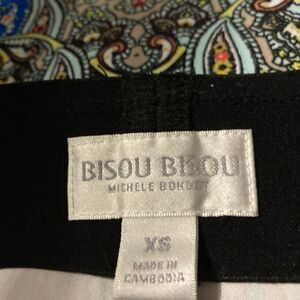 BISOU BISOU
MICHELE BOHBOT
XS
MADE IN
CAMBODIA